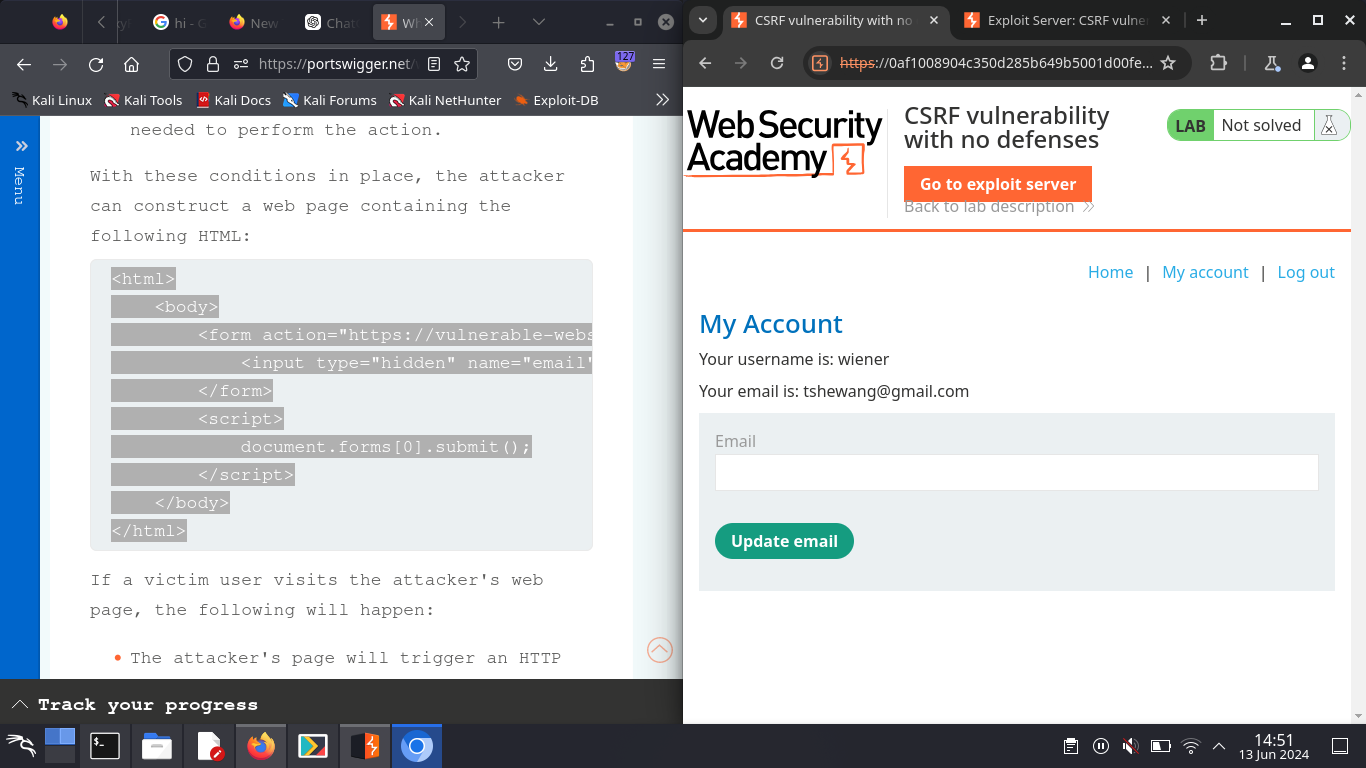 hi - G
New
Chat
Wh
127
https://portswigger.net/
Kali Linux
Kali Tools
Kali Docs
Kali Forums
Kali NetHunter
Exploit-DB
Menu
needed to perform the action.
With these conditions in place, the attacker
can construct a web page containing the
following HTML:
<html>
<body>
<form action="https://vulnerable-webs
<input type="hidden" name="email"
</form>
<script>
document.forms[0].submit();
</script>
</body>
</html>
If a victim user visits the attacker's web
page, the following will happen:
• The attacker's page will trigger an HTTP
Track your progress
CSRF vulnerability with no
Exploit Server: CSRF vulner
https://0af1008904c350d285b649b5001d00fe...
Web Security
Academy
CSRF vulnerability
with no defenses
LAB
Not solved
Go to exploit server
Back to lab description
Home | My account | Log out
My Account
Your username is: wiener
Your email is: tshewang@gmail.com
Email
Update email
14:51
13 Jun 2024